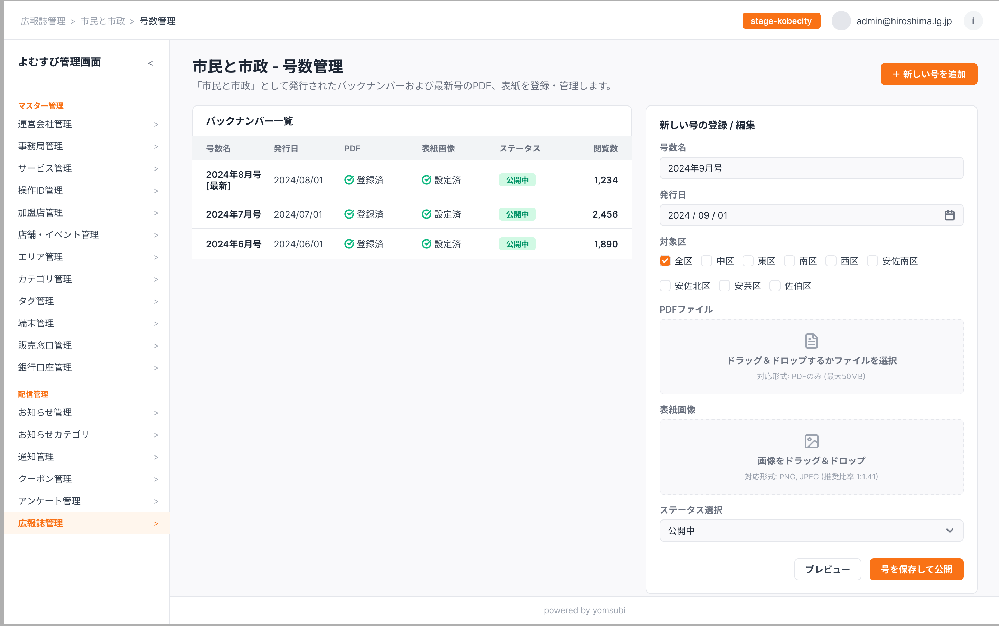 広報誌管理 > 市民と市政 > 号数管理
stage-kobecity
admin@hiroshima.lg.jp
i
よむすび管理画面 <
マスター管理
運営会社管理 >
事務局管理 >
サービス管理 >
操作ID管理 >
加盟店管理 >
店舗・イベント管理 >
エリア管理 >
カテゴリ管理 >
タグ管理 >
端末管理 >
販売窓口管理 >
銀行口座管理 >
配信管理
お知らせ管理 >
お知らせカテゴリ >
通知管理 >
クーポン管理 >
アンケート管理 >
広報誌管理 >
市民と市政 - 号数管理
「市民と市政」として発行されたバックナンバーおよび最新号のPDF、表紙を登録・管理します。
+ 新しい号を追加
バックナンバー一覧
号数名 発行日 PDF 表紙画像 ステータス 閲覧数
2024年8月号
[最新]
2024/08/01 登録済 設定済 公開中 1,234
2024年7月号 2024/07/01 登録済 設定済 公開中 2,456
2024年6月号 2024/06/01 登録済 設定済 公開中 1,890
新しい号の登録 / 編集
号数名
2024年9月号
発行日
2024 / 09 / 01
対象区
全区 中区 東区 南区 西区 安佐南区
安佐北区 安芸区 佐伯区
PDFファイル
ドラッグ＆ドロップするかファイルを選択
対応形式: PDFのみ (最大50MB)
表紙画像
画像をドラッグ＆ドロップ
対応形式: PNG, JPEG (推奨比率 1:1.41)
ステータス選択
公開中
プレビュー
号を保存して公開
powered by yomsubi